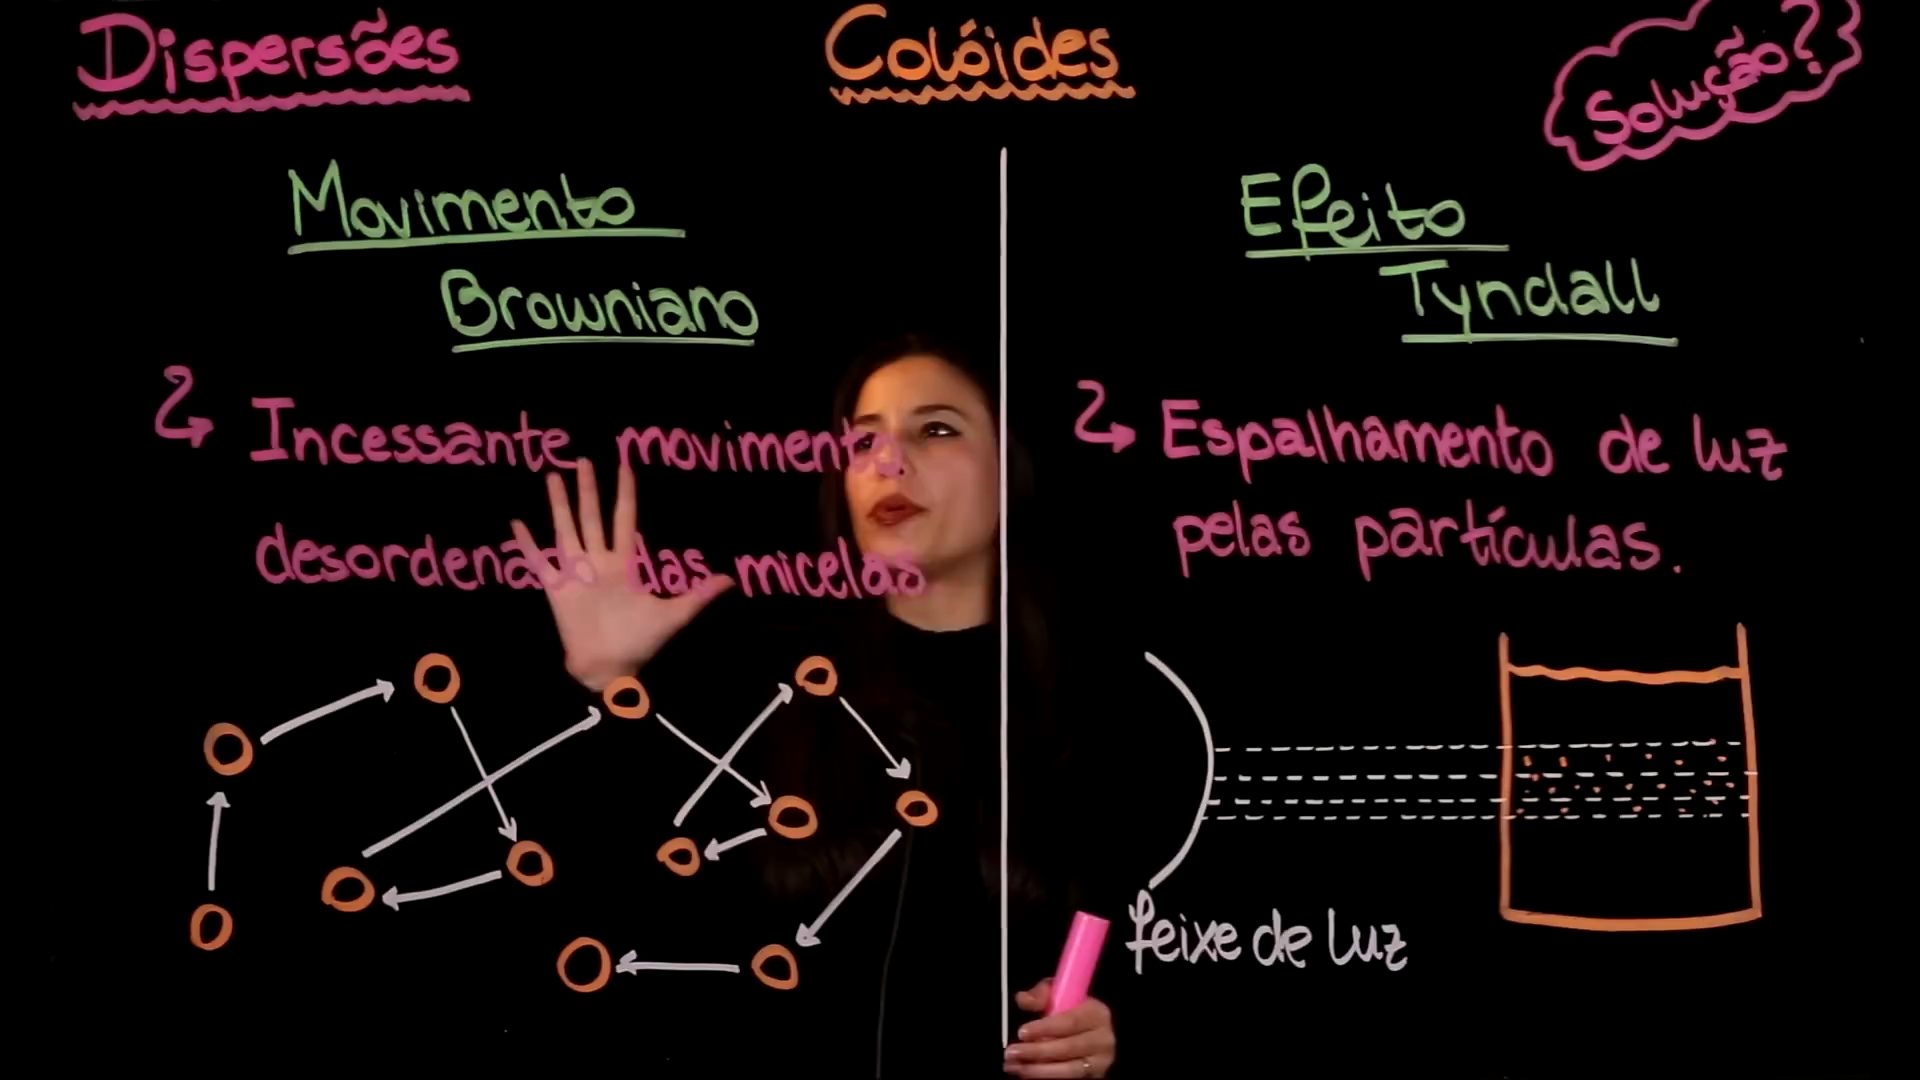 Dispersões
Colóides
Solução?
Movimento
Browniano
Incessante movimento
desordenado das micelas
Efeito
Tyndall
Espalhamento de luz
pelas partículas.
feixe de luz